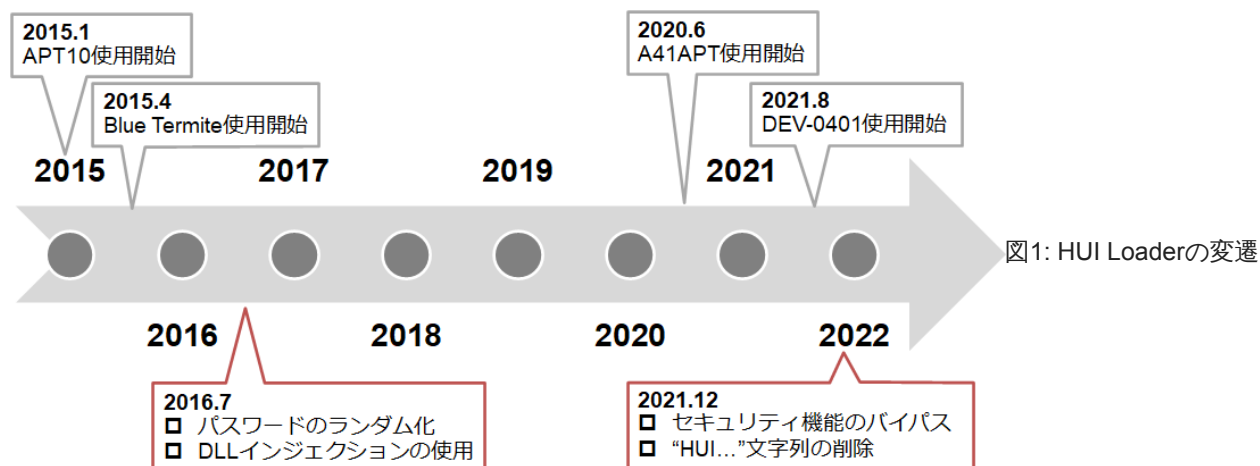 2015.1
APT10使用開始
2015.4
Blue Termite使用開始
2020.6
A41APT使用開始
2021.8
DEV-0401使用開始
2015
2017
2019
2021
図1: HUI Loaderの変遷
2016
2018
2020
2022
2016.7
パスワードのランダム化
DLLインジェクションの使用
2021.12
セキュリティ機能のバイパス
“HUI...”文字列の削除